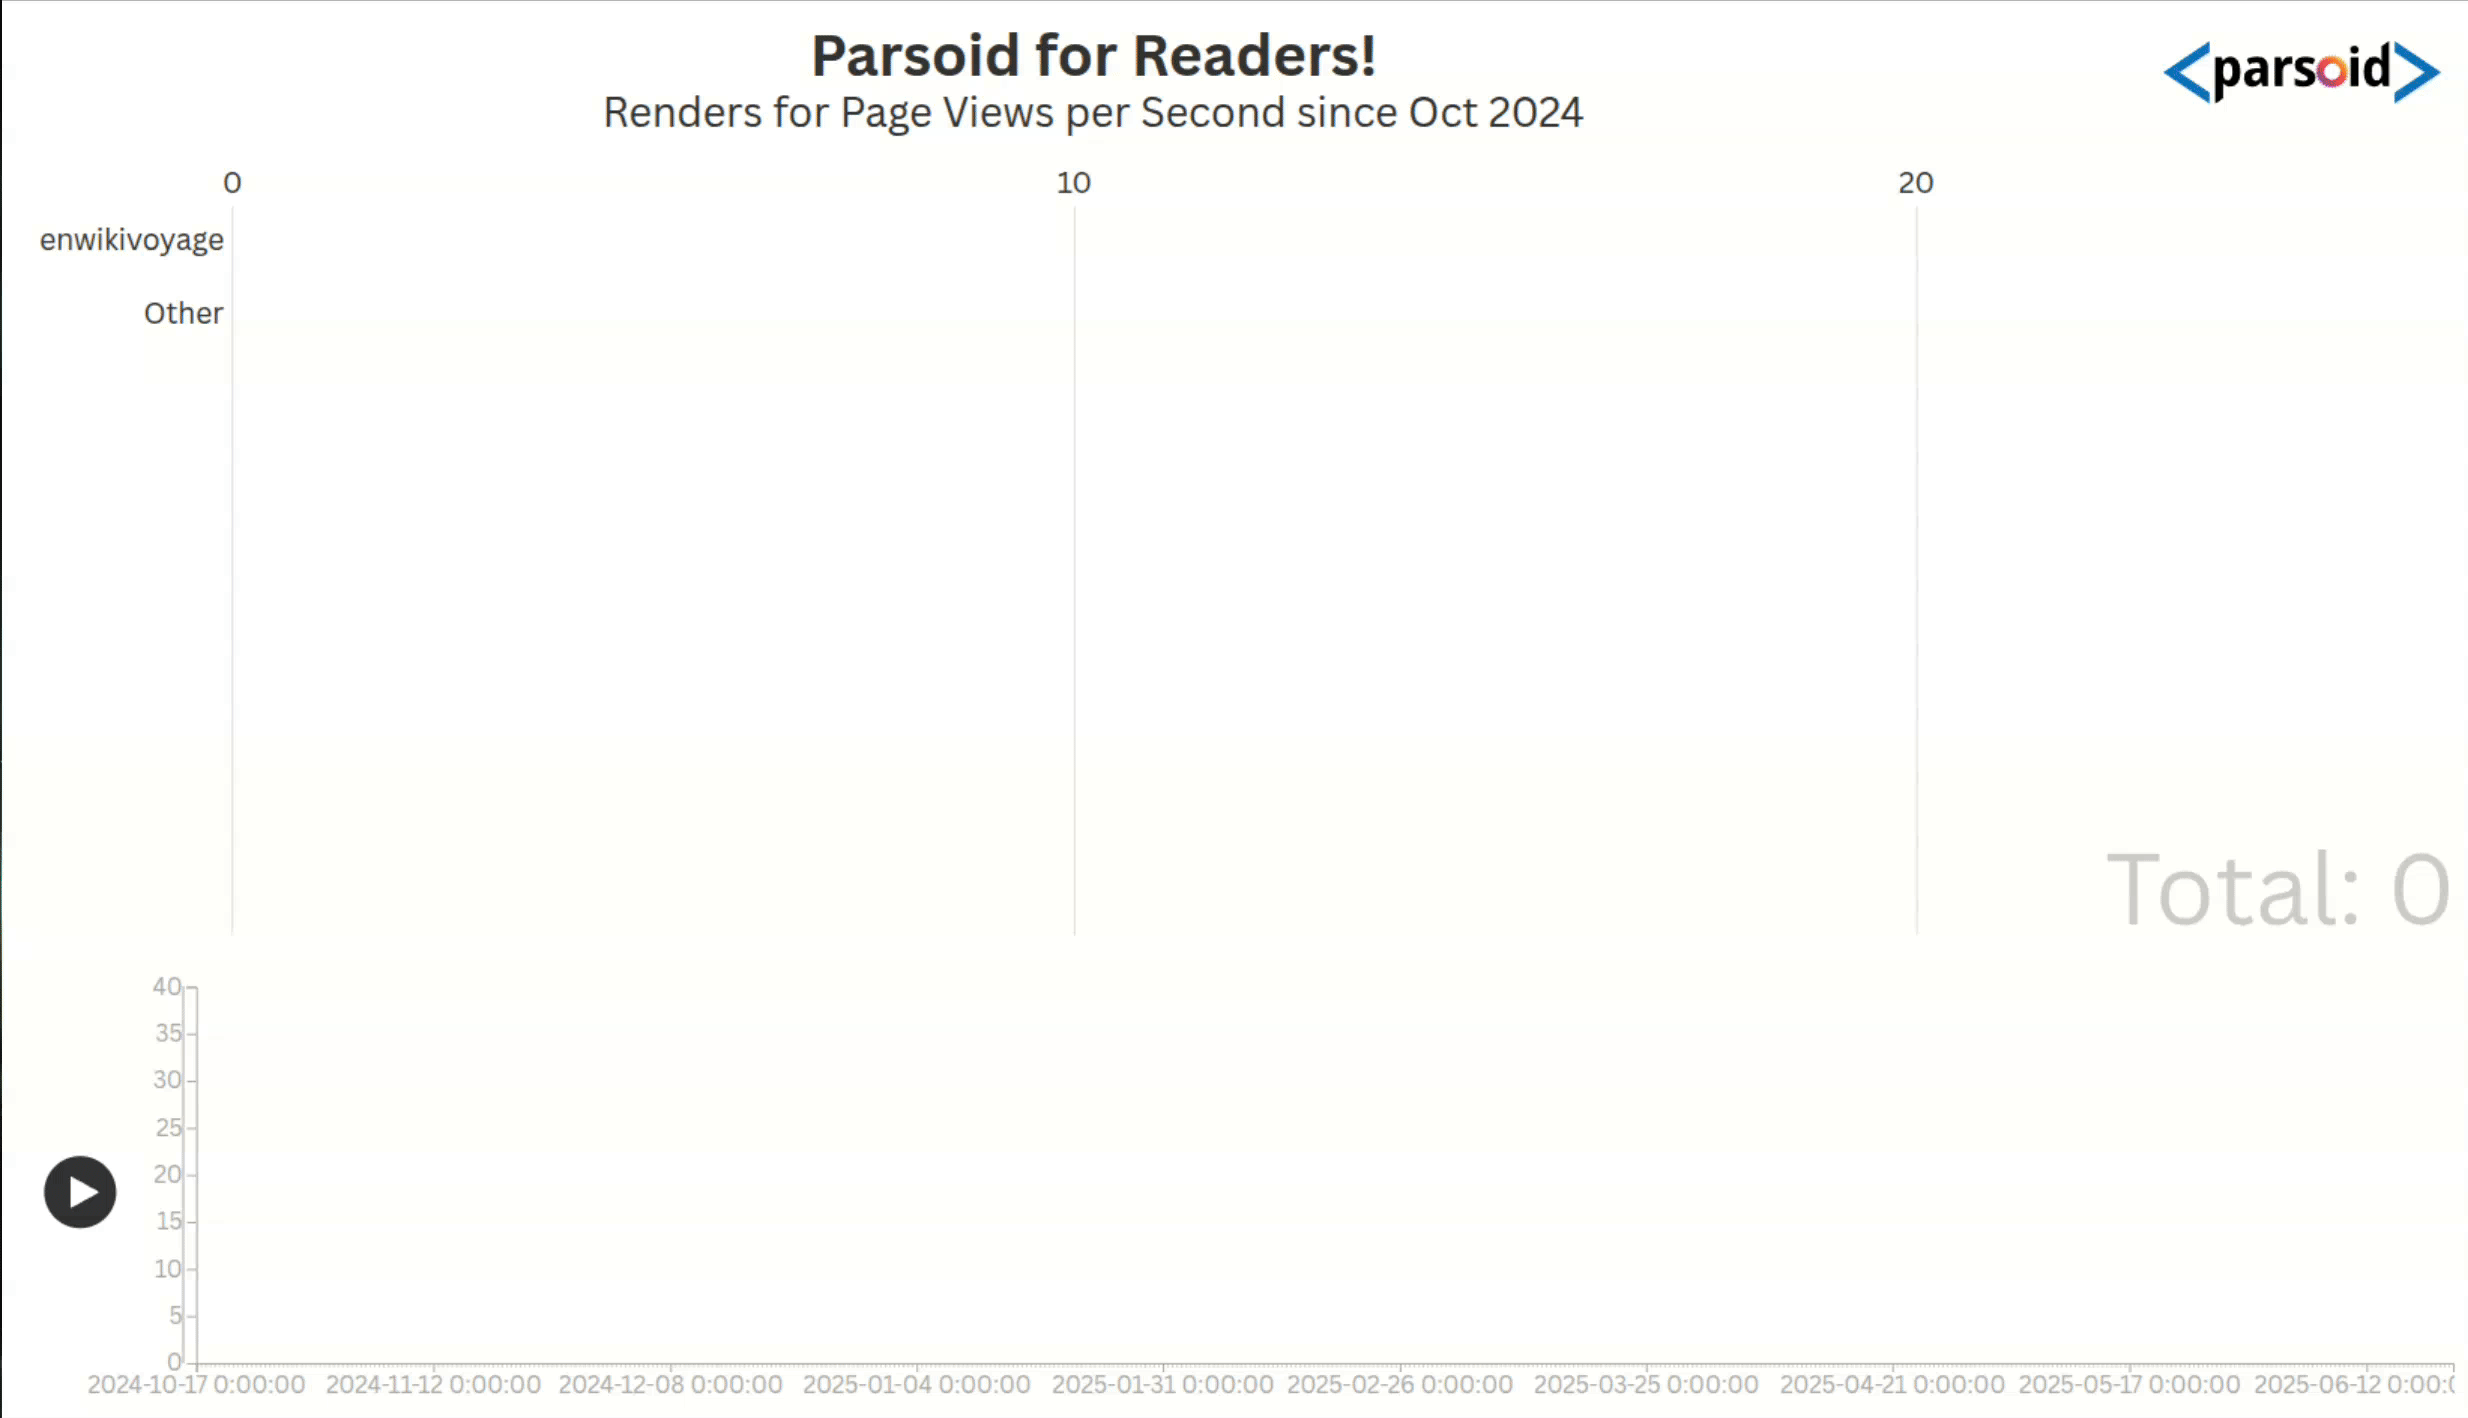 Parsoid for Readers!
<parsoid>
Renders for Page Views per Second since Oct 2024
0 10 20
enwikivoyage
Other
Total: 0
40
35
30
25
20
15
10
5
0
2024-10-17 0:00:00 2024-11-12 0:00:00 2024-12-08 0:00:00 2025-01-04 0:00:00 2025-01-31 0:00:00 2025-02-26 0:00:00 2025-03-25 0:00:00 2025-04-21 0:00:00 2025-05-17 0:00:00 2025-06-12 0:00:0